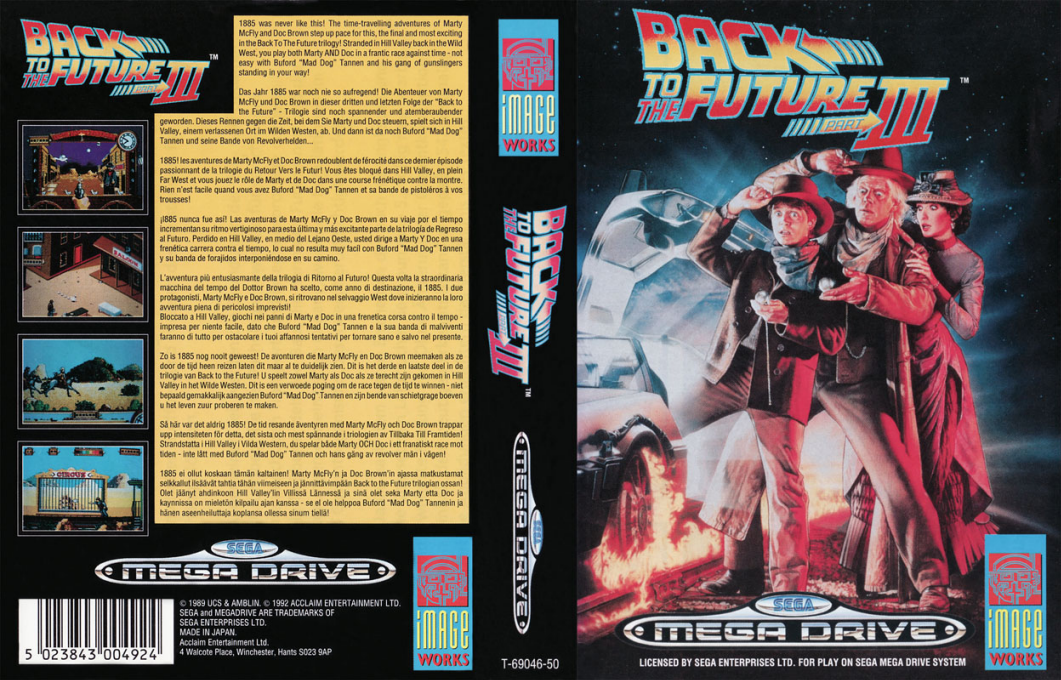 BACK
TO
THE FUTURE
PART III
TM
1885 was never like this! The time-travelling adventures of Marty
McFly and Doc Brown step up pace for this, the final and most exciting
in the Back To The Future trilogy! Stranded in Hill Valley back in the Wild
West, you play both Marty AND Doc in a frantic race against time - not
easy with Buford "Mad Dog" Tannen and his gang of gunslingers
standing in your way!
Das Jahr 1885 war noch nie so aufregend! Die Abenteuer von Marty
McFly und Doc Brown in dieser dritten und letzten Folge der "Back to
the Future" - Trilogie sind noch spannender und atemberaubender
geworden. Dieses Rennen gegen die Zeit, bei dem Sie Marty und Doc steuern, spielt sich in Hill
Valley, einem verlassenen Ort im Wilden Westen, ab. Und dann ist da noch Buford "Mad Dog"
Tannen und seine Bande von Revolverhelden...
1885! les aventures de Marty McFly et Doc Brown redoublent de férocité dans ce dernier épisode
passionnant de la trilogie du Retour Vers le Futur! Vous êtes bloqué dans Hill Valley, en plein
Far West et vous jouez le rôle de Marty et de Doc dans une course frénétique contre la montre.
Rien n'est facile quand vous avez Buford "Mad Dog" Tannen et sa bande de pistoléros à vos
trousses!
¡1885 nunca fue así! Las aventuras de Marty McFly y Doc Brown en su viaje por el tiempo
incrementan su ritmo vertiginoso para esta última y más excitante parte de la trilogía de Regreso
al Futuro. Perdido en Hill Valley, en medio del Lejano Oeste, usted dirige a Marty Y Doc en una
frenética carrera contra el tiempo, lo cual no resulta muy facil con Buford "Mad Dog" Tannen
y su banda de forajidos interponiéndose en su camino.
L'avventura più entusiasmante della trilogia di Ritorno al Futuro! Questa volta la straordinaria
macchina del tempo del Dottor Brown ha scelto, come anno di destinazione, il 1885. I due
protagonisti, Marty McFly e Doc Brown, si ritrovano nel selvaggio West dove inizieranno la loro
avventura piena di pericolosi imprevisti!
Bloccato a Hill Valley, giochi nei panni di Marty e Doc in una frenetica corsa contro il tempo -
impresa per niente facile, dato che Buford "Mad Dog" Tannen e la sua banda di malviventi
faranno di tutto per ostacolare i tuoi affannosi tentativi per tornare sano e salvo nel presente.
Zo is 1885 nog nooit geweest! De avonturen die Marty McFly en Doc Brown meemaken als ze
door de tijd heen reizen laten dit maar al te duidelijk zien. Dit is het derde en laatste deel in de
trilogie van Back to the Future! U speelt zowel Marty als Doc als ze terecht zijn gekomen in Hill
Valley in het Wilde Westen. Dit is een verwoede poging om de race tegen de tijd te winnen - niet
bepaald gemakkalijk aangezien Buford "Mad Dog" Tannen en zijn bende van schietgrage boeven
u het leven zuur proberen te maken.
Så här var det aldrig 1885! De tid resande äventyren med Marty McFly och Doc Brown trappar
upp intensiteten för detta, det sista och mest spännande i triologien av Tillbaka Till Framtiden!
Strandstatta i Hill Valley i Vilda Western, du spelar både Marty OCH Doc i ett franatiskt race mot
tiden - inte lått med Buford "Mad Dog" Tannen och hans gäng av revolver män i vägen!
1885 ei ollut koskaan tämän kaltainen! Marty McFly'n ja Doc Brown'in ajassa matkustamat
selkkallut ilsäävät tahtia tähän viimeiseen ja jännittävimpään Back to the Future trilogian ossan!
Olet jäänyt ahdinkoon Hill Valley'lin Villissä Lännessä ja sinä olet seka Marty etta Doc ja
kaynnissa on mieletön kilpailu ajan kanssa - se el ole helppoa Buford "Mad Dog" Tannenin ja
hänen aseenheiluttaja koplansa ollessa sinum tiellä!
SALOON
CIRCUS
SEGA
MEGA DRIVE
5 023843 004924
© 1989 UCS & AMBLIN. © 1992 ACCLAIM ENTERTAINMENT LTD.
SEGA and MEGADRIVE ARE TRADEMARKS OF
SEGA ENTERPRISES LTD.
MADE IN JAPAN.
Acclaim Entertainment Ltd.
4 Walcote Place, Winchester, Hants SO23 9AP
iMAGE
WORKS
iMAGE
WORKS
BACK
TO
THE FUTURE
PART III
TM
SEGA
MEGA DRIVE
T-69046-50
BACK
TO
THE FUTURE
PART III
TM
SEGA
MEGA DRIVE
LICENSED BY SEGA ENTERPRISES LTD. FOR PLAY ON SEGA MEGA DRIVE SYSTEM
iMAGE
WORKS